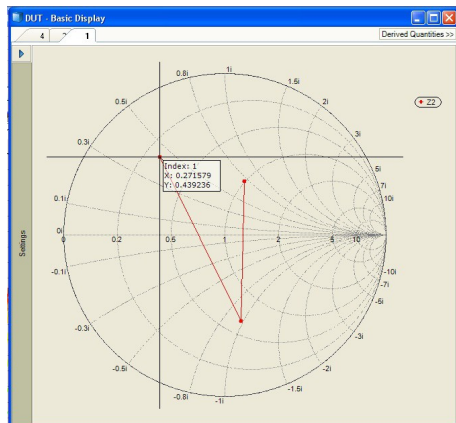 DUT - Basic Display
4
1
Derived Quantities >>
Settings
Z2
1i
0.8i
1.5i
0.5i
2i
0.3i
3i
Index: 1
X: 0.271579
Y: 0.439236
5i
7i
0.1i
10i
0i
0
0.2
0.5
1
2
5
10
-0.1i
-10i
-7i
-5i
-0.3i
-3i
-0.5i
-2i
-0.8i
-1.5i
-1i